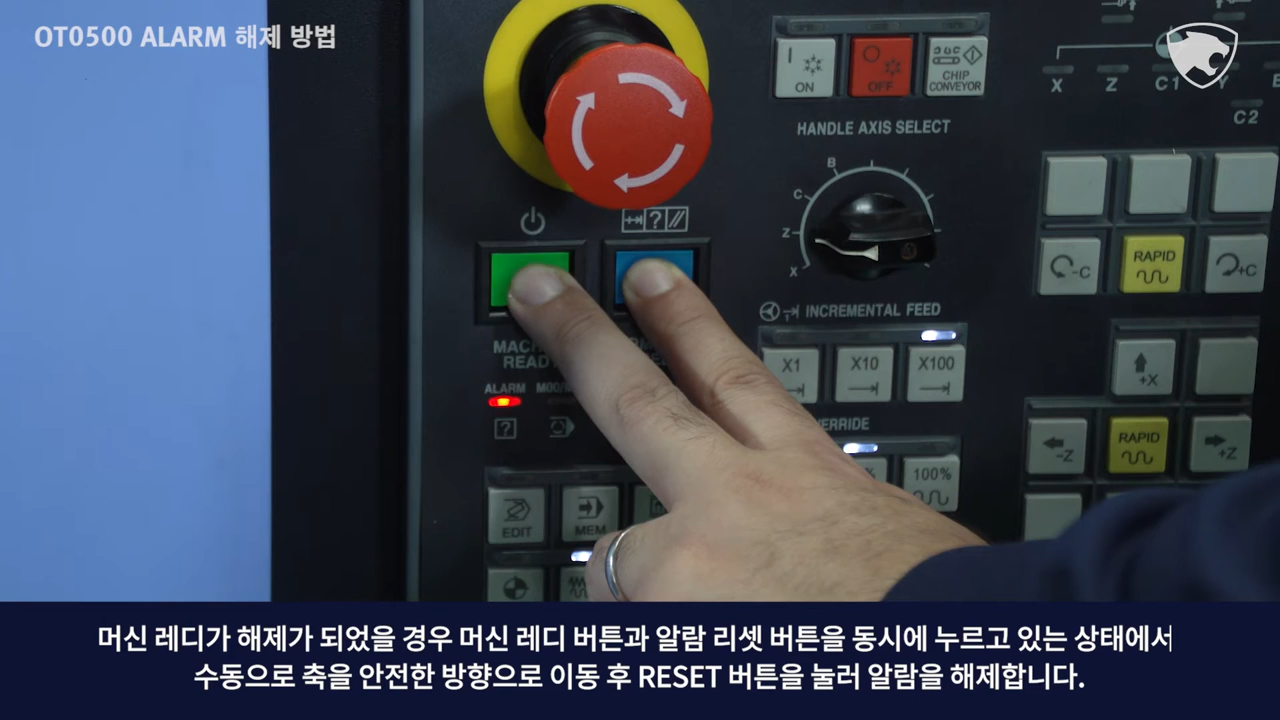 OT0500 ALARM 해제 방법
ON
OFF
CHIP
CONVEYOR
X Z C1 Y
C2
HANDLE AXIS SELECT
B
C
Z
X
-C
RAPID
+C
INCREMENTAL FEED
X1
X10
X100
+X
READY
ALARM
?
-Z
RAPID
+Z
100%
EDIT
MEM
머신 레디가 해제가 되었을 경우 머신 레디 버튼과 알람 리셋 버튼을 동시에 누르고 있는 상태에서
수동으로 축을 안전한 방향으로 이동 후 RESET 버튼을 눌러 알람을 해제합니다.